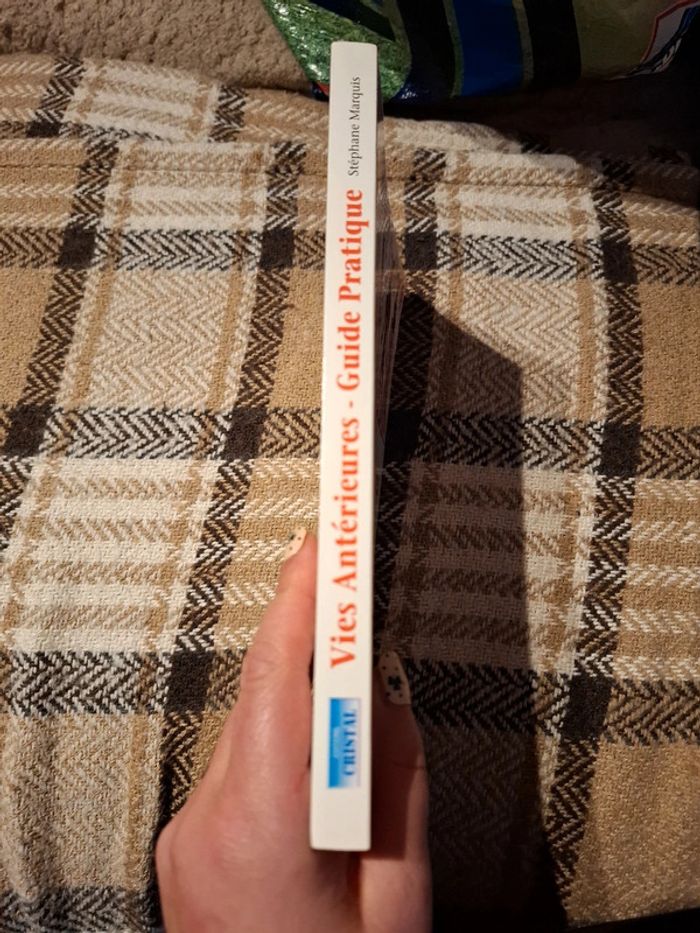 Vies Antérieures - Guide Pratique
Stéphane Marquis
CRISTAL